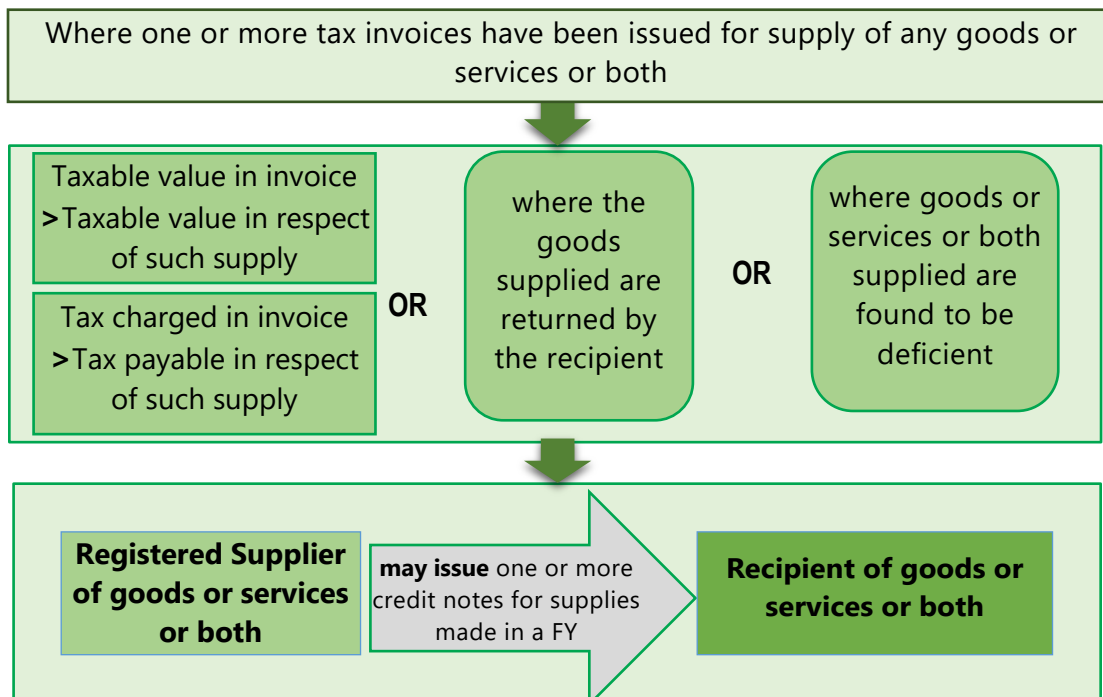 Where one or more tax invoices have been issued for supply of any goods or
services or both
Taxable value in invoice
>Taxable value in respect
of such supply
Tax charged in invoice
>Tax payable in respect
of such supply
OR
where the
goods
supplied are
returned by
the recipient
OR
where goods or
services or both
supplied are
found to be
deficient
Registered Supplier
of goods or services
or both
may issue one or more
credit notes for supplies
made in a FY
Recipient of goods or
services or both